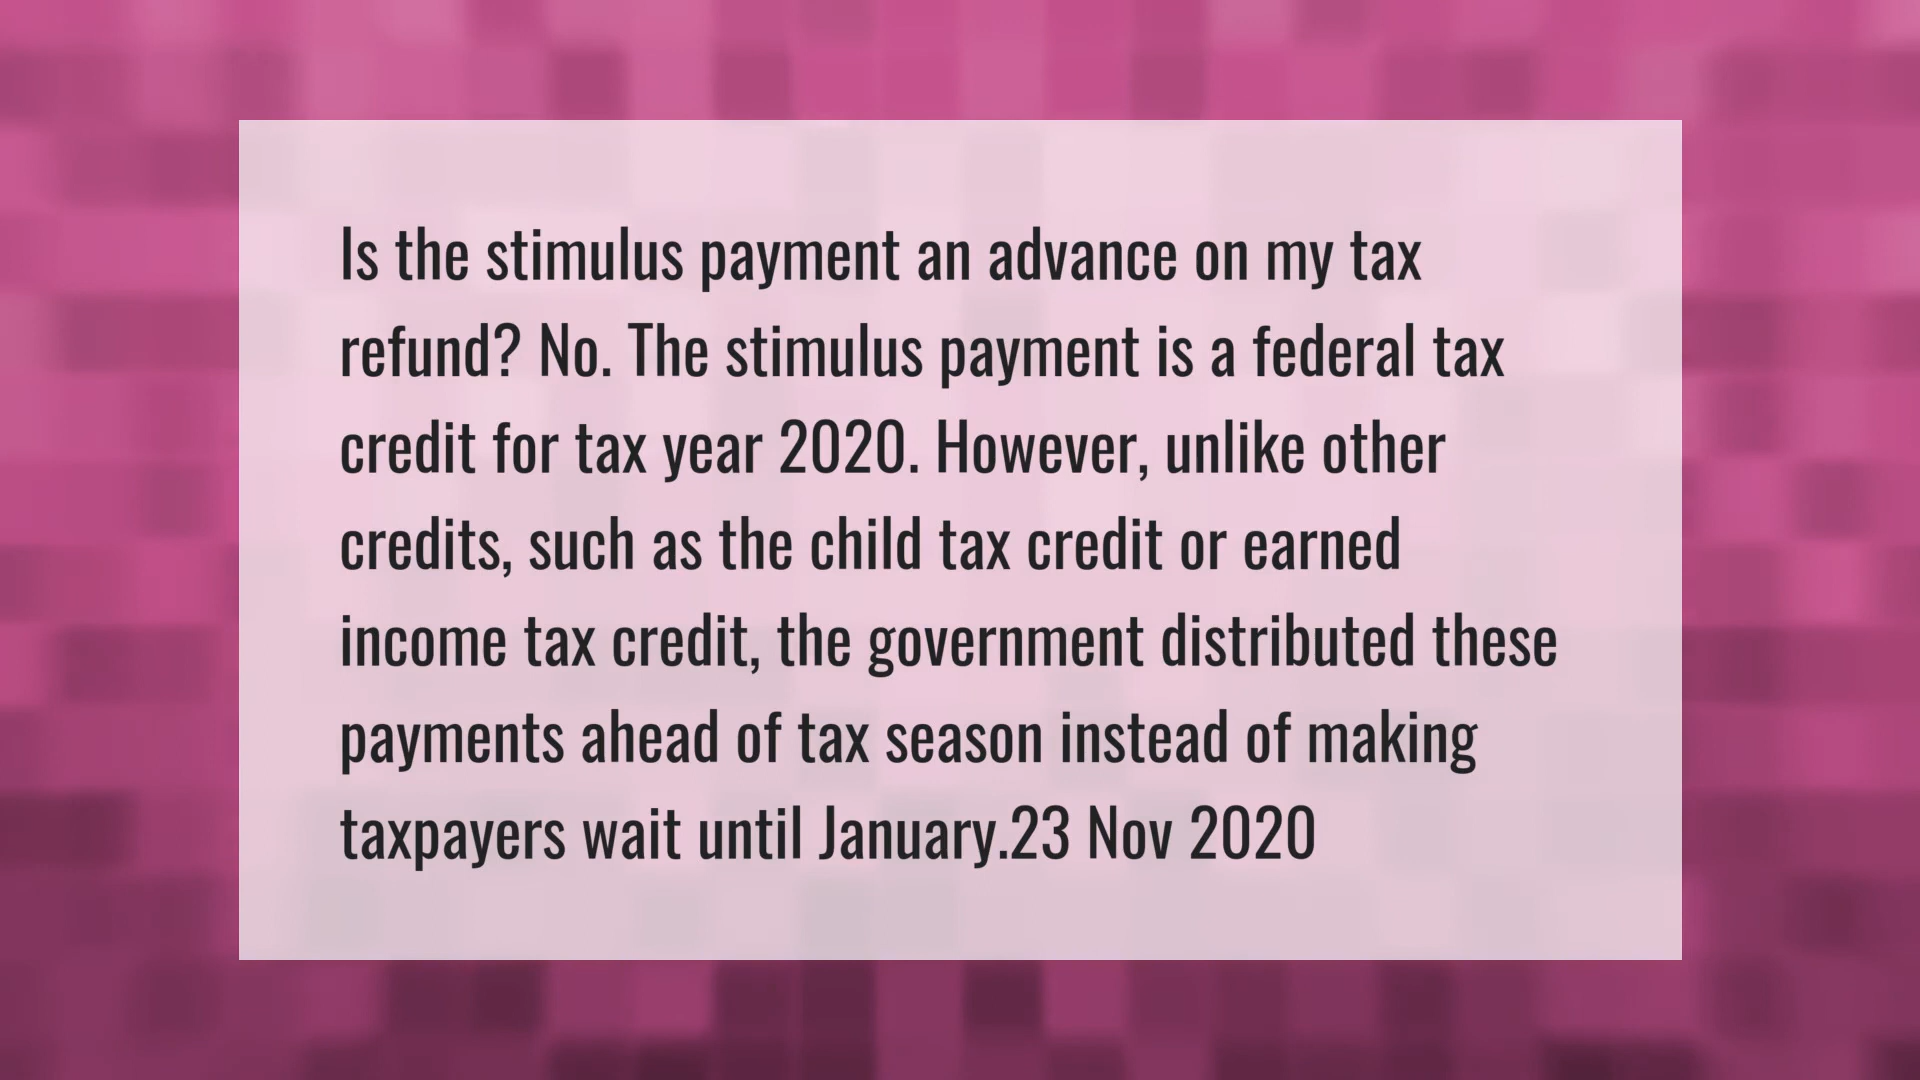 Is the stimulus payment an advance on my tax
refund? No. The stimulus payment is a federal tax
credit for tax year 2020. However, unlike other
credits, such as the child tax credit or earned
income tax credit, the government distributed these
payments ahead of tax season instead of making
taxpayers wait until January.23 Nov 2020